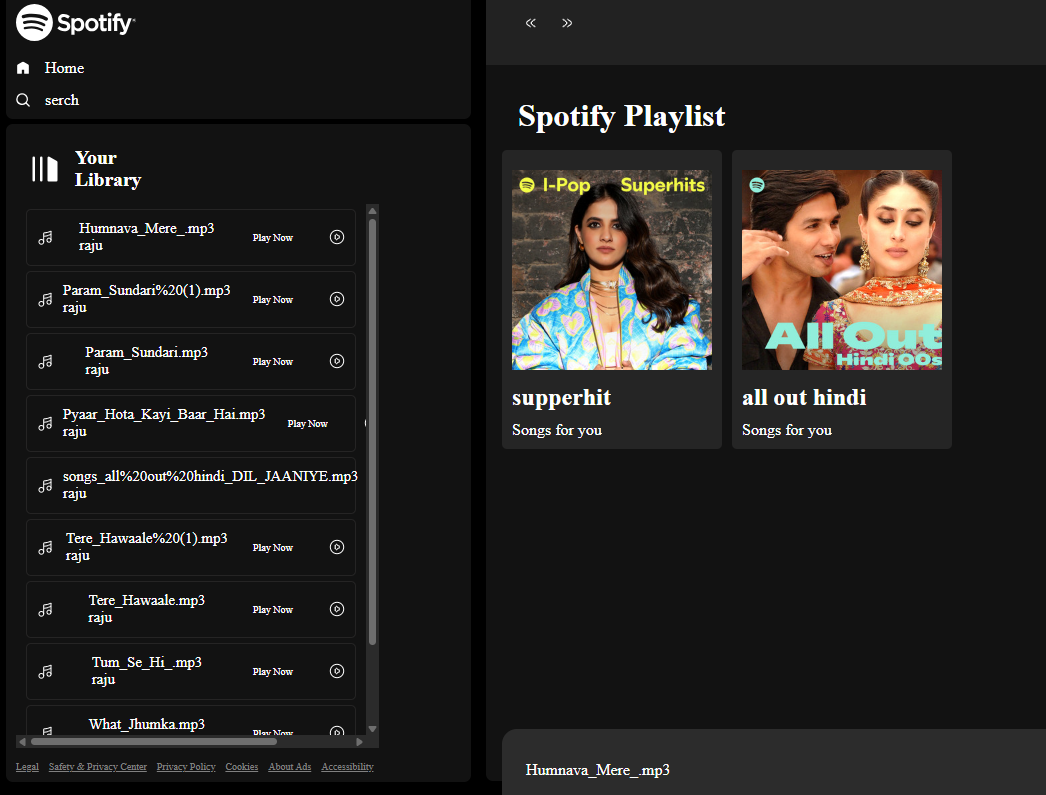 Spotify
Home
serch
Your
Library
Humnava_Mere_.mp3
raju
Play Now
Param_Sundari%20(1).mp3
raju
Play Now
Param_Sundari.mp3
raju
Play Now
Pyaar_Hota_Kayi_Baar_Hai.mp3
raju
Play Now
songs_all%20out%20hindi_DIL_JAANIYE.mp3
raju
Tere_Hawaale%20(1).mp3
raju
Play Now
Tere_Hawaale.mp3
raju
Play Now
Tum_Se_Hi_.mp3
raju
Play Now
What_Jhumka.mp3
Play Now
Legal Safety & Privacy Center Privacy Policy Cookies About Ads Accessibility
Spotify Playlist
I-Pop Superhits
supperhit
Songs for you
All Out
Hindi 00s
all out hindi
Songs for you
Humnava_Mere_.mp3